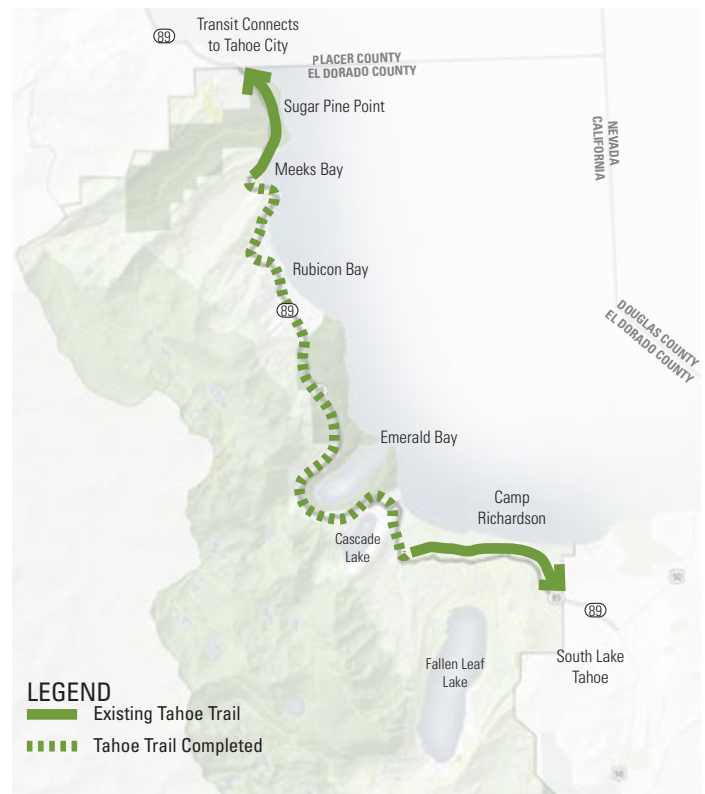 Transit Connects
to Tahoe City
89
PLACER COUNTY
EL DORADO COUNTY
Sugar Pine Point
NEVADA
CALIFORNIA
Meeks Bay
Rubicon Bay
89
DOUGLAS COUNTY
EL DORADO COUNTY
Emerald Bay
Camp
Richardson
Cascade
Lake
89
Fallen Leaf
Lake
South Lake
Tahoe
LEGEND
Existing Tahoe Trail
Tahoe Trail Completed